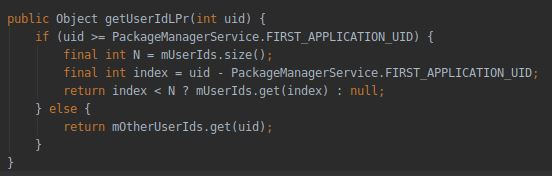 public Object getUserIdLPr(int uid) {
    if (uid >= PackageManagerService.FIRST_APPLICATION_UID) {
        final int N = mUserIds.size();
        final int index = uid - PackageManagerService.FIRST_APPLICATION_UID;
        return index < N ? mUserIds.get(index) : null;
    } else {
        return mOtherUserIds.get(uid);
    }
}